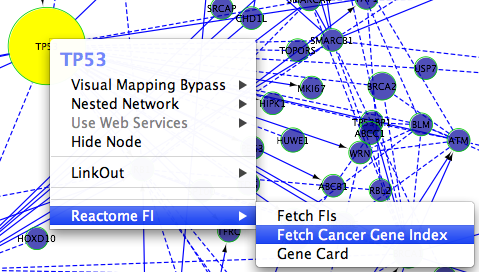 SRCAP
CHD1L
SMARCB1
TOPORS
TP53
USP7
Visual Mapping Bypass
MKI67
BRCA2
Nested Network
HIPK1
Use Web Services
BLM
ABCC1
Hide Node
HUWE1
ATM
WRN
LinkOut
ABCB1
RBL2
Reactome FI
Fetch FIs
HOXD10
TFRC
Fetch Cancer Gene Index
Gene Card